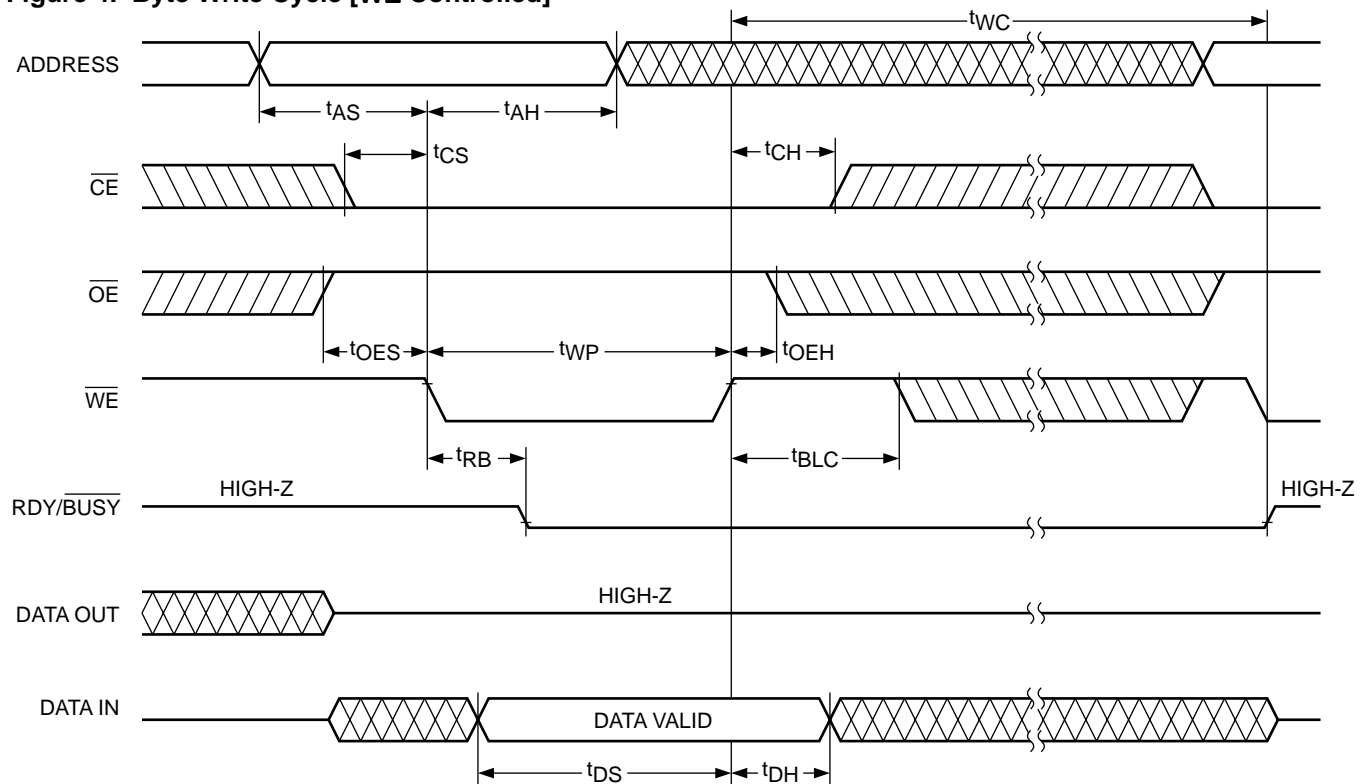 Figure 4. Byte Write Cycle [WE Controlled]
tWC
ADDRESS
tAS
tAH
tCS
tCH
CE
OE
tOES
tWP
tOEH
WE
tRB
tBLC
HIGH-Z
HIGH-Z
RDY/BUSY
HIGH-Z
DATA OUT
DATA IN
DATA VALID
tDS
tDH